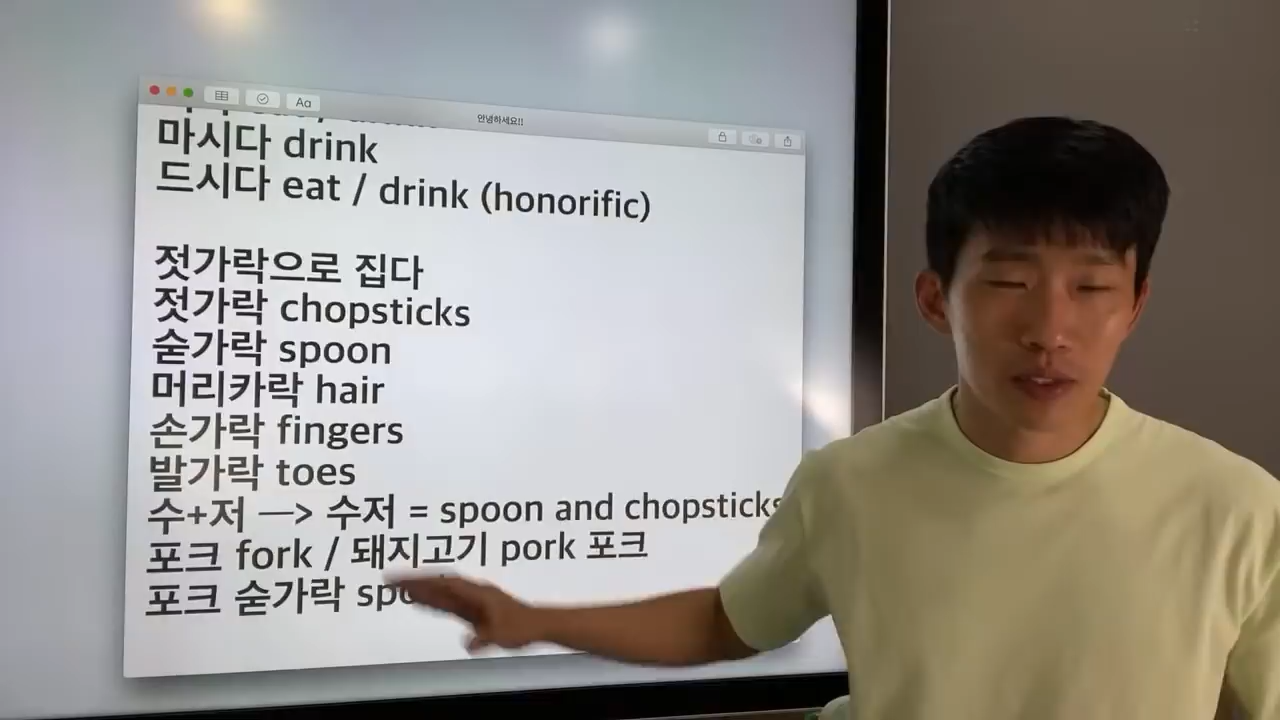 Aa
안녕하세요!!
마시다 drink
드시다 eat / drink (honorific)
젓가락으로 집다
젓가락 chopsticks
숟가락 spoon
머리카락 hair
손가락 fingers
발가락 toes
수+저 —> 수저 = spoon and chopsticks
포크 fork / 돼지고기 pork 포크
포크 숟가락